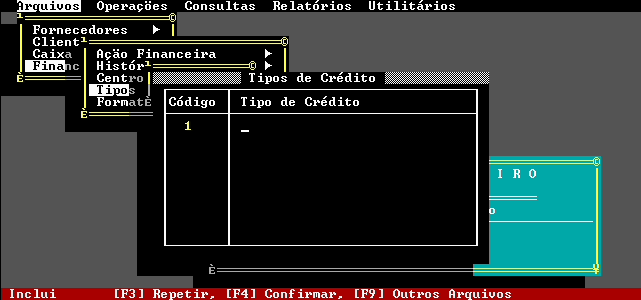 Arquivos Operações Consultas Relatórios Utilitários
Fornecedores
Client
Caixa
Financ
Ação Financeira
Histór
Centro
Tipos
Format
Tipos de Crédito
Código Tipo de Crédito
1
I R O
o
Inclui [F3] Repetir, [F4] Confirmar, [F9] Outros Arquivos